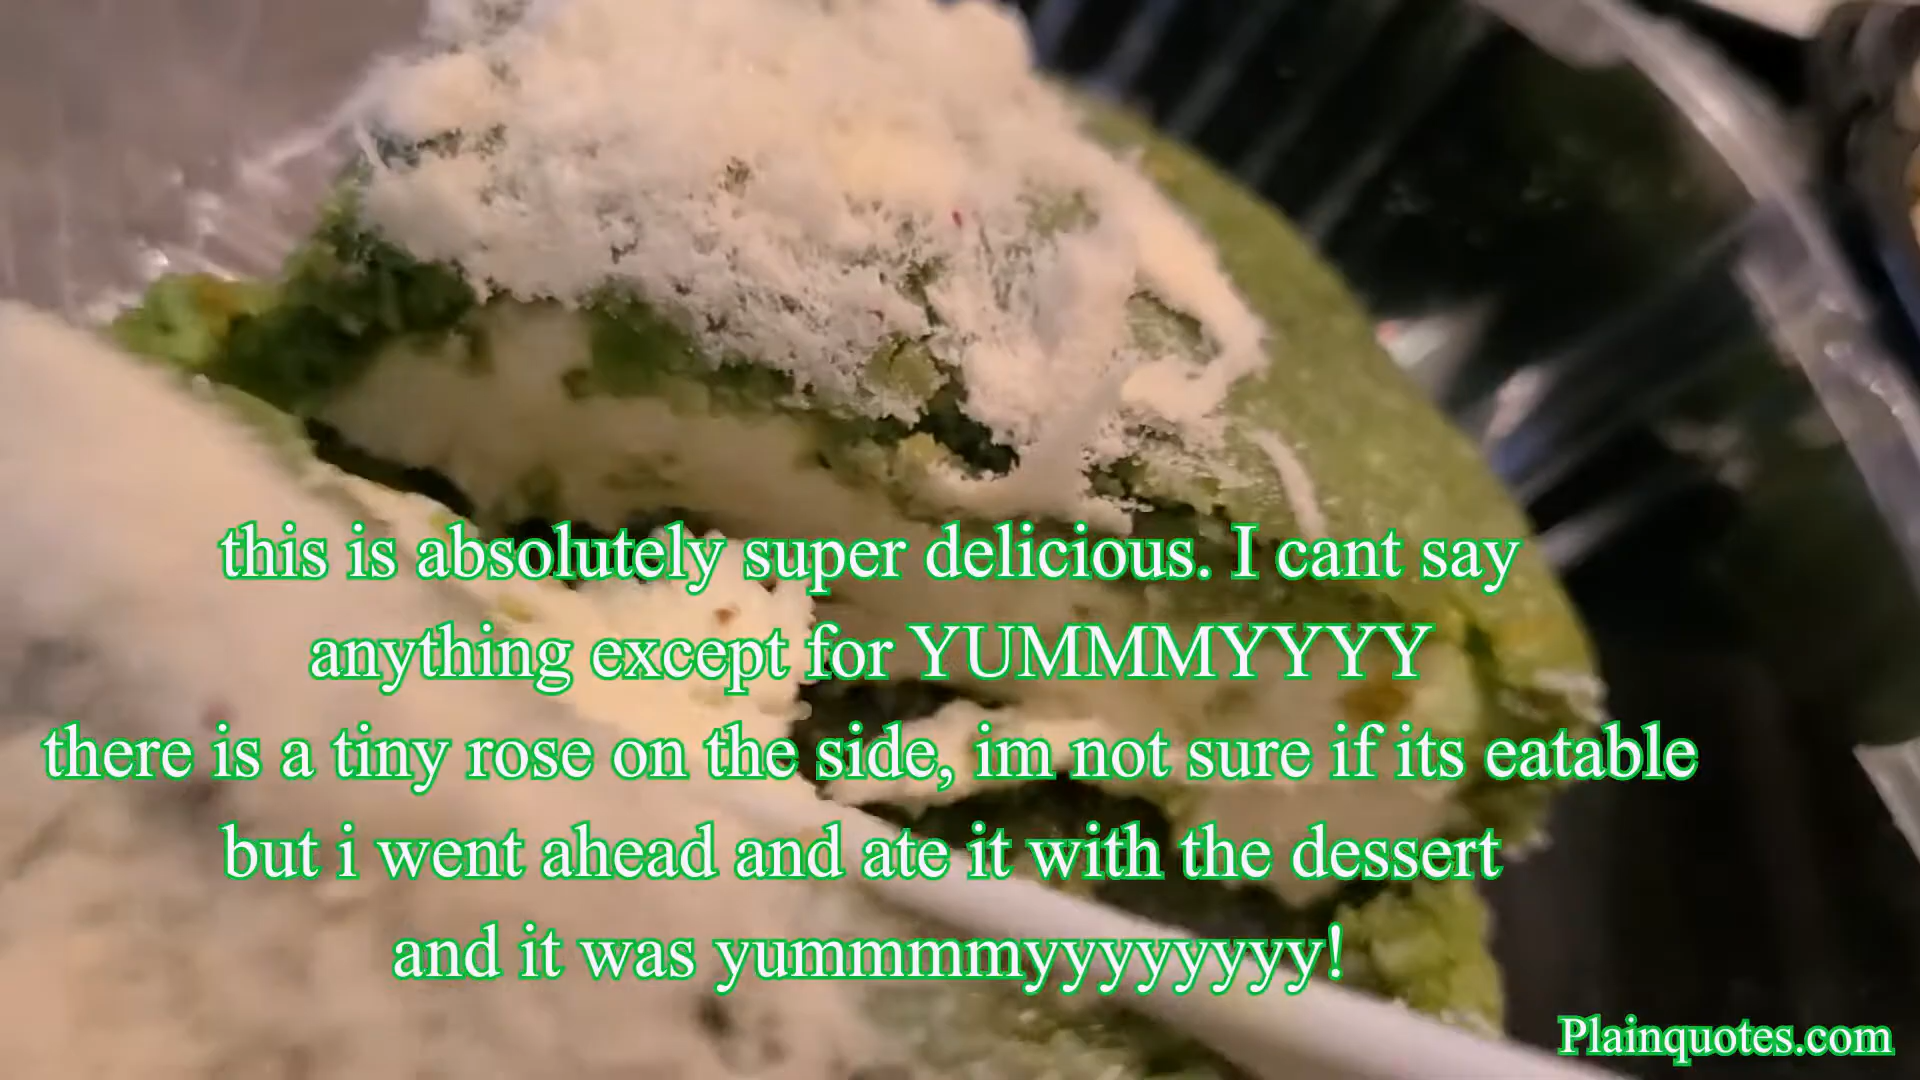 this is absolutely super delicious. I cant say
anything except for YUMMMYYYY
there is a tiny rose on the side, im not sure if its eatable
but i went ahead and ate it with the dessert
and it was yummmmyyyyyyyy!
Plainquotes.com